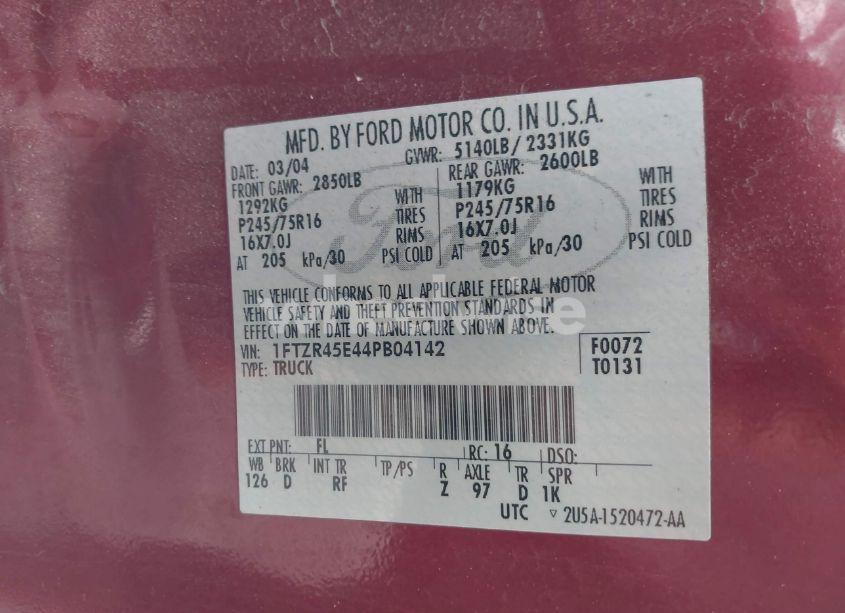 MFD. BY FORD MOTOR CO. IN U.S.A.
DATE: 03/04 GVWR: 5140LB/ 2331KG
FRONT GAWR: 2850LB REAR GAWR: 2600LB
1292KG WITH 1179KG WITH
P245/75R16 TIRES P245/75R16 TIRES
16X7.0J RIMS 16X7.0J RIMS
AT 205 kPa/30 PSI COLD AT 205 kPa/30 PSI COLD
Ford
THIS VEHICLE CONFORMS TO ALL APPLICABLE FEDERAL MOTOR
VEHICLE SAFETY AND THEFT PREVENTION STANDARDS IN
EFFECT ON THE DATE OF MANUFACTURE SHOWN ABOVE.
VIN: 1FTZR45E44PB04142 F0072
TYPE: TRUCK T0131
EXT PNT: FL RC: 16 DSO:
WB BRK INT TR TP/PS R AXLE TR SPR
126 D RF Z 97 D 1K
UTC ▿ 2U5A-1520472-AA